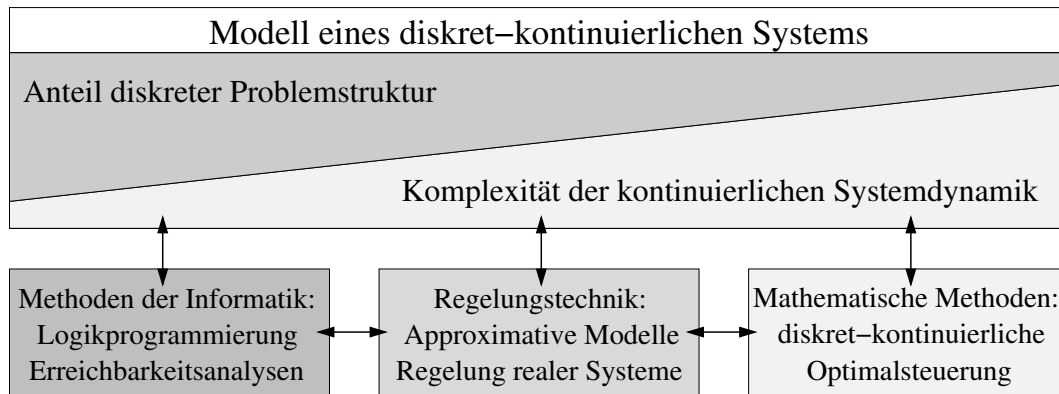 Modell eines diskret−kontinuierlichen Systems
Anteil diskreter Problemstruktur
Komplexität der kontinuierlichen Systemdynamik
Methoden der Informatik:
Logikprogrammierung
Erreichbarkeitsanalysen
Regelungstechnik:
Approximative Modelle
Regelung realer Systeme
Mathematische Methoden:
diskret−kontinuierliche
Optimalsteuerung